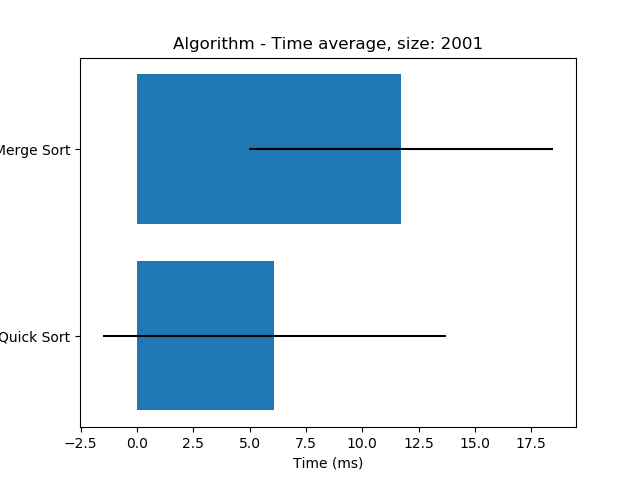 Algorithm - Time average, size: 2001
Merge Sort
Quick Sort
−2.5 0.0 2.5 5.0 7.5 10.0 12.5 15.0 17.5
Time (ms)